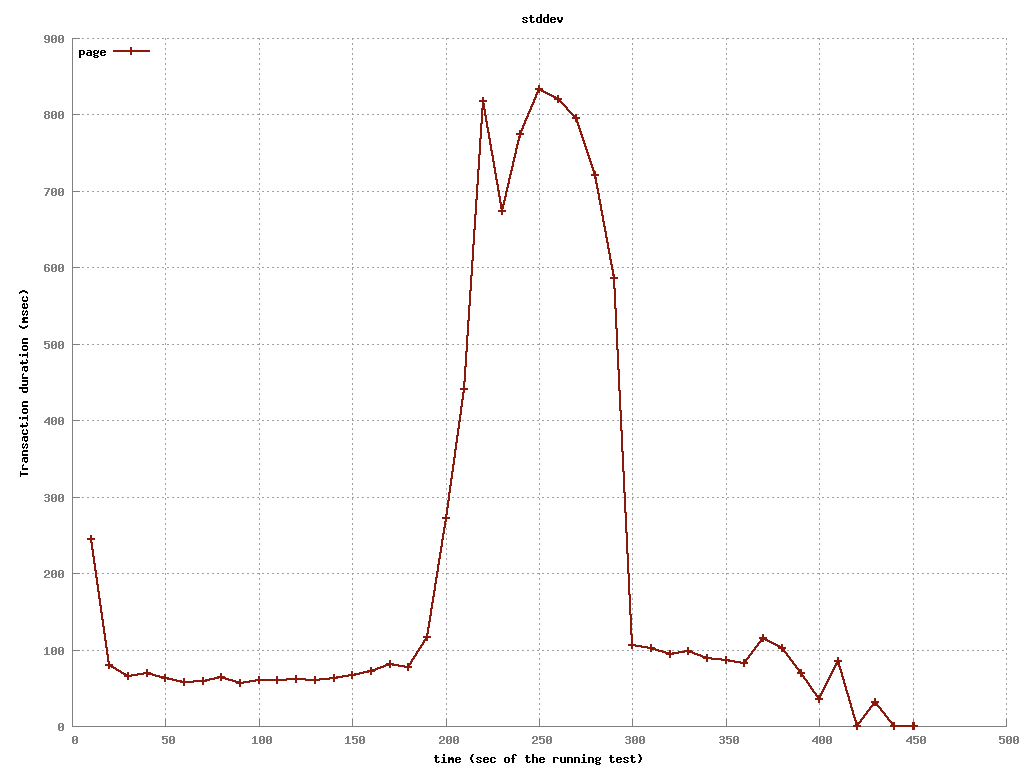 stddev
900
page
800
700
600
500
400
300
200
100
0
Transaction duration (msec)
0 50 100 150 200 250 300 350 400 450 500
time (sec of the running test)